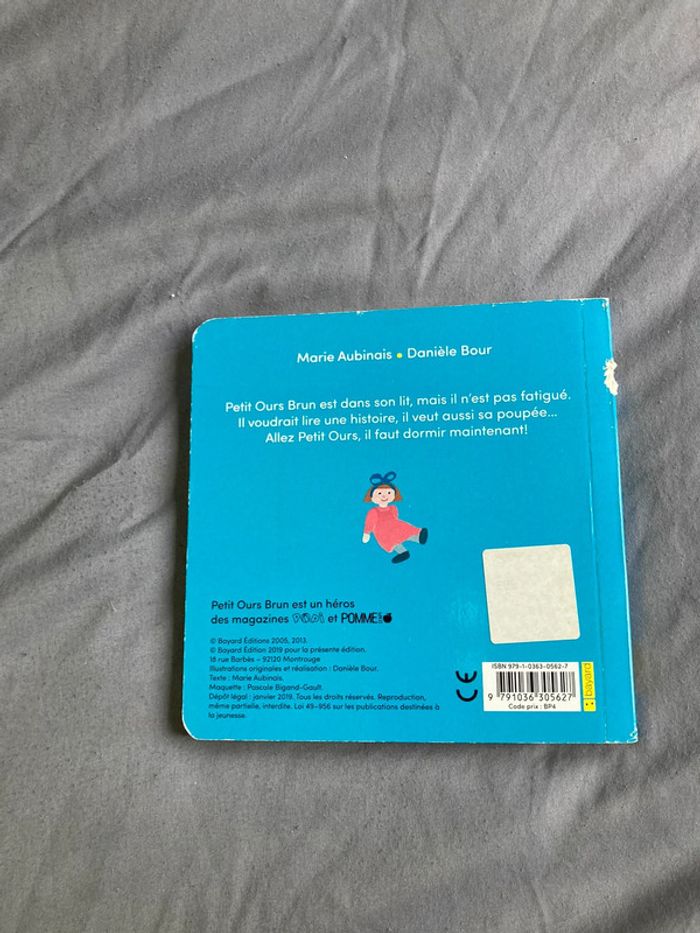 Marie Aubinais • Danièle Bour
Petit Ours Brun est dans son lit, mais il n'est pas fatigué.
Il voudrait lire une histoire, il veut aussi sa poupée...
Allez Petit Ours, il faut dormir maintenant!
Petit Ours Brun est un héros
des magazines POPI et POMME
© Bayard Éditions 2005, 2013.
© Bayard Édition 2019 pour la présente édition.
18 rue Barbès – 92120 Montrouge
Illustrations originales et réalisation : Danièle Bour.
Texte : Marie Aubinais.
Maquette : Pascale Bigand-Gault.
Dépôt légal : janvier 2019. Tous les droits réservés. Reproduction,
même partielle, interdite. Loi 49-956 sur les publications destinées à
la jeunesse.
CE
ISBN 979-1-0363-0562-7
9 791036 305627
Code prix : BP4
bayard